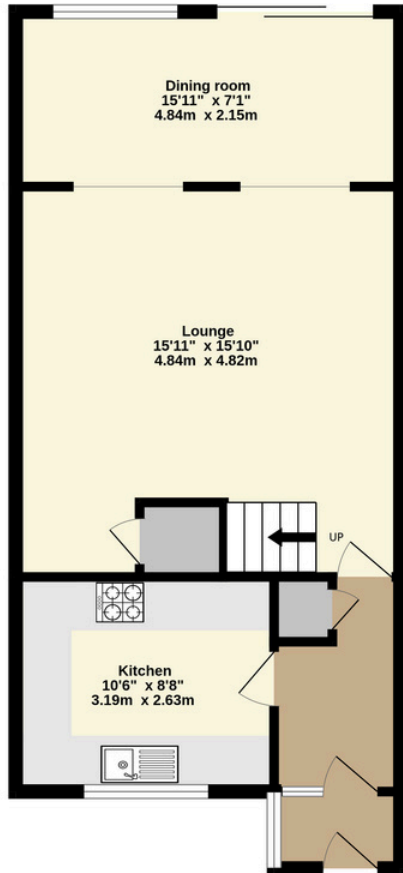 Dining room
15'11" x 7'1"
4.84m x 2.15m
Lounge
15'11" x 15'10"
4.84m x 4.82m
UP
Kitchen
10'6" x 8'8"
3.19m x 2.63m